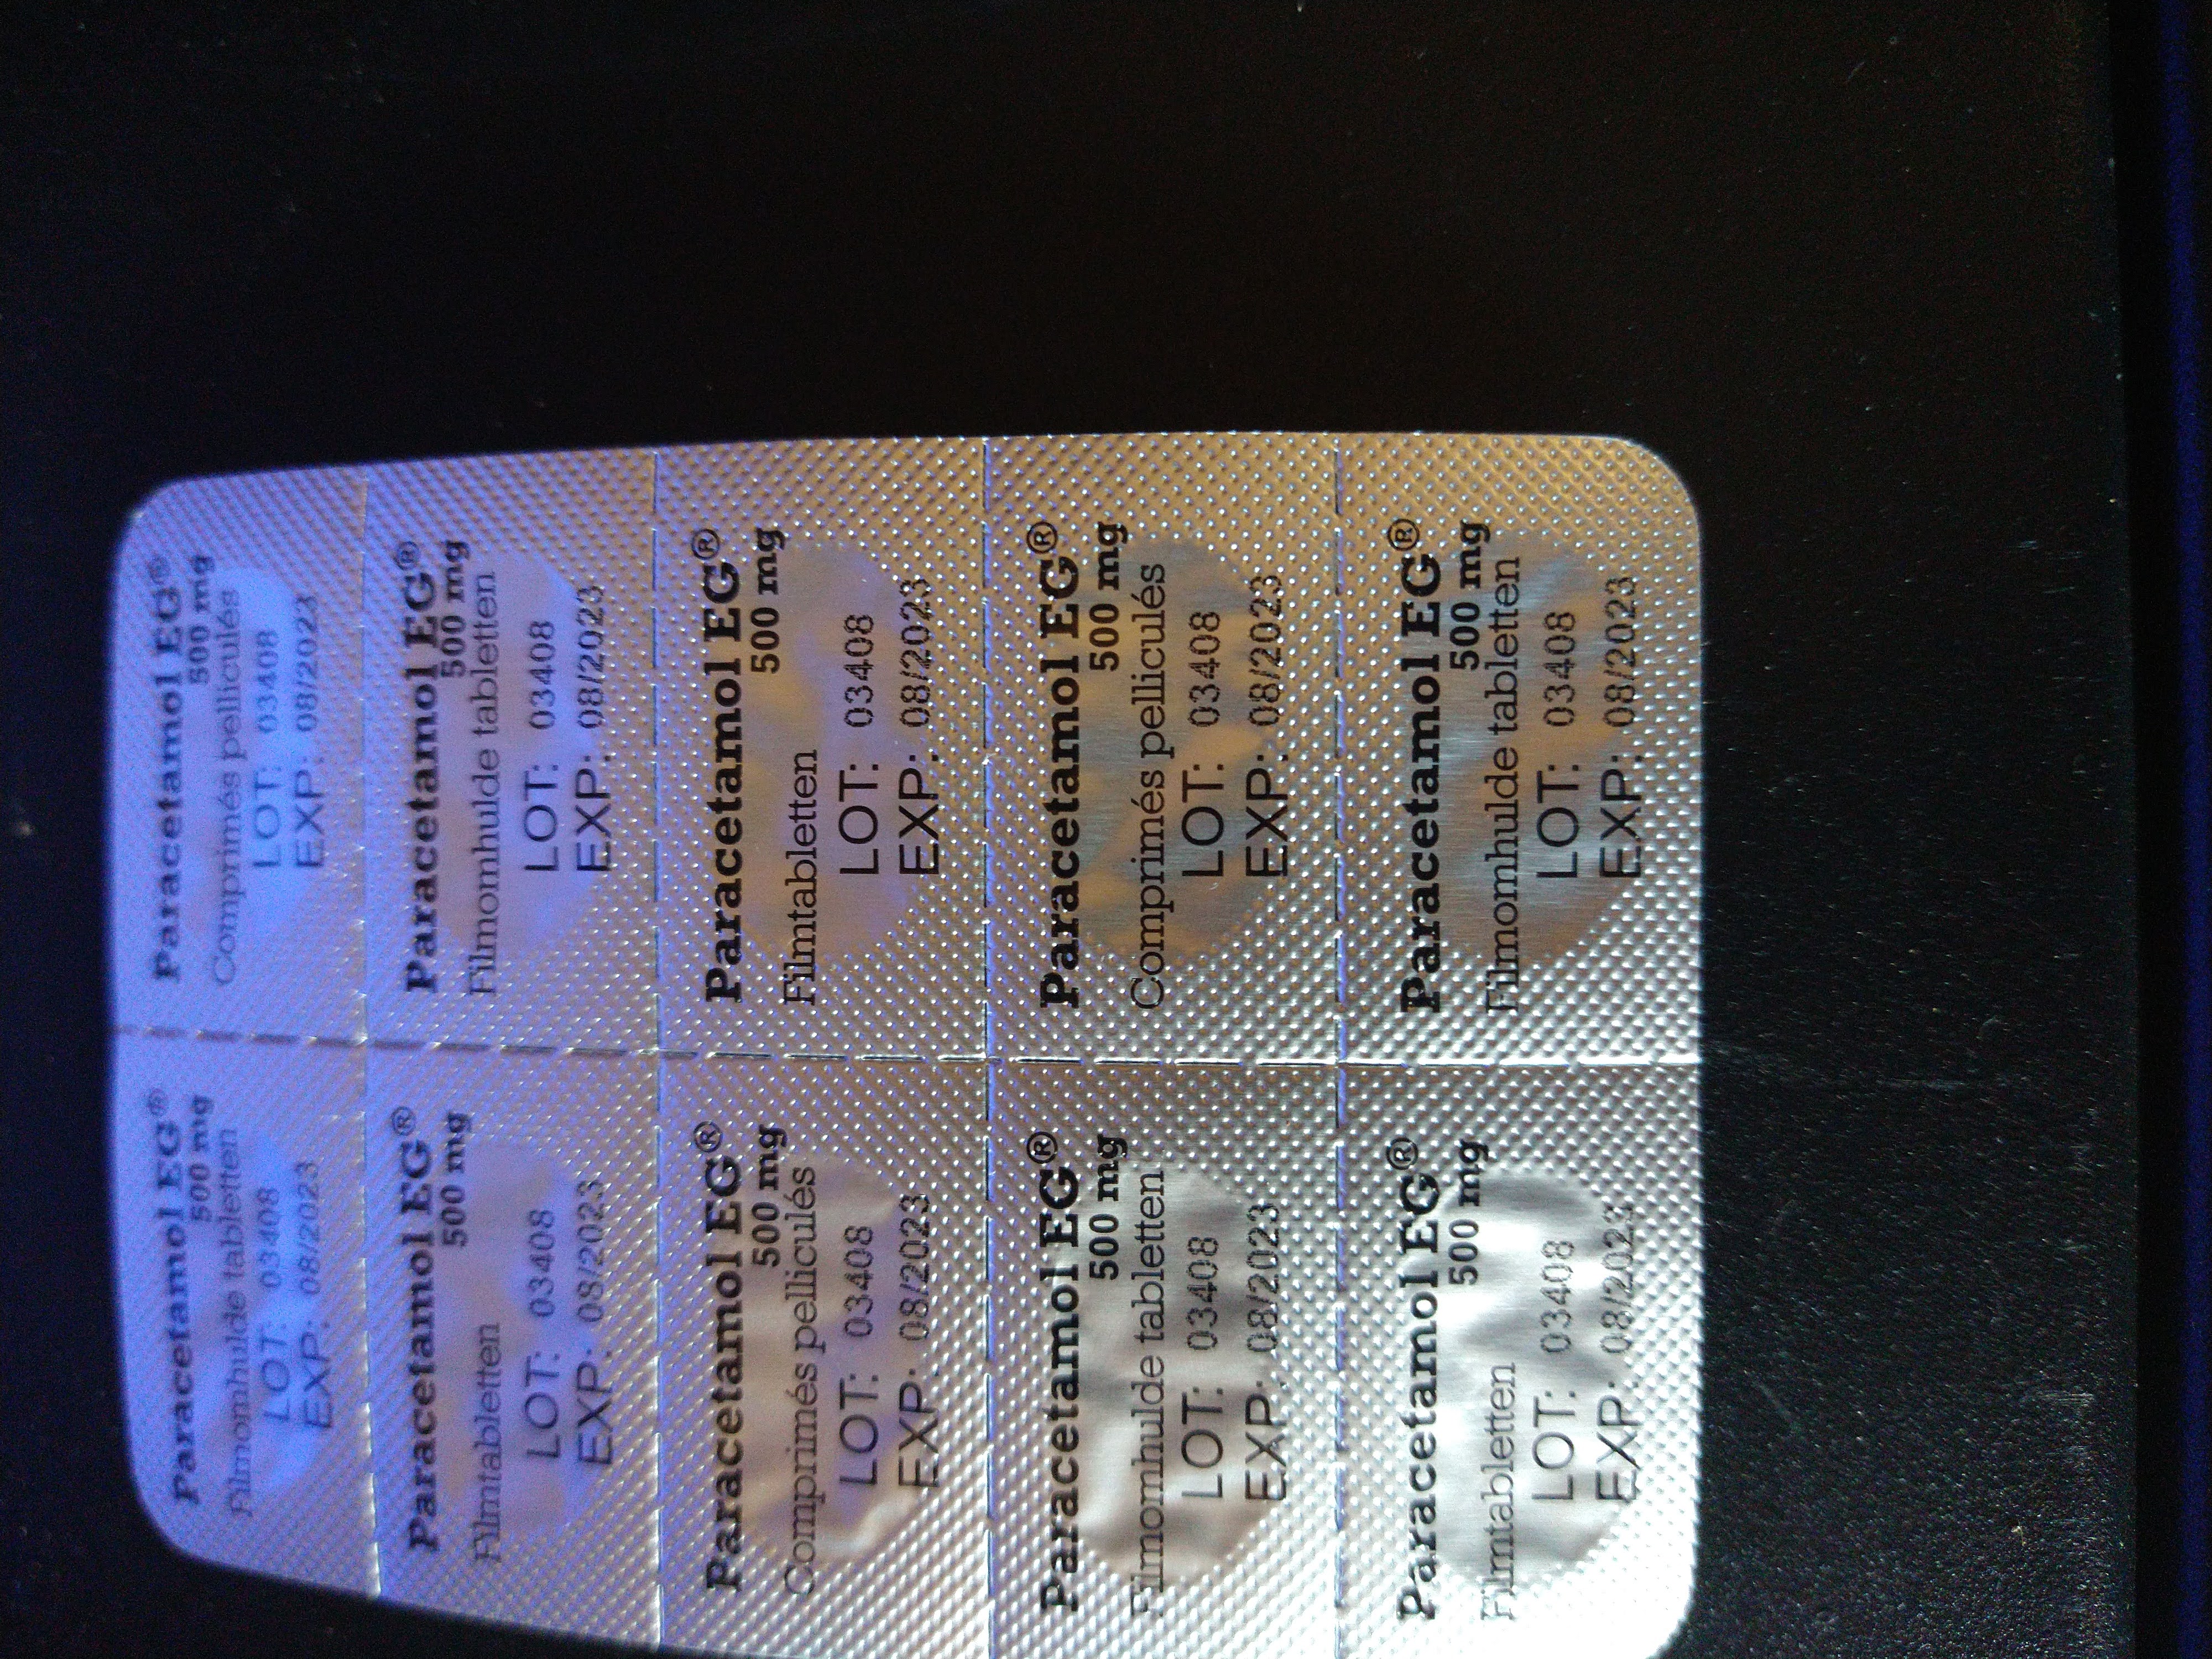 Paracetamol EG®
500 mg
Filmomhulde tabletten
LOT: 03408
EXP: 08/2023
Paracetamol EG®
500 mg
Comprimés pelliculés
LOT: 03408
EXP: 08/2023
Paracetamol EG®
500 mg
Filmtabletten
LOT: 03408
EXP: 08/2023
Paracetamol EG®
500 mg
Filmomhulde tabletten
LOT: 03408
EXP: 08/2023
Paracetamol EG®
500 mg
Comprimés pelliculés
LOT: 03408
EXP: 08/2023
Paracetamol EG®
500 mg
Filmtabletten
LOT: 03408
EXP: 08/2023
Paracetamol EG®
500 mg
Filmomhulde tabletten
LOT: 03408
EXP: 08/2023
Paracetamol EG®
500 mg
Comprimés pelliculés
LOT: 03408
EXP: 08/2023
Paracetamol EG®
500 mg
Filmtabletten
LOT: 03408
EXP: 08/2023
Paracetamol EG®
500 mg
Filmomhulde tabletten
LOT: 03408
EXP: 08/2023